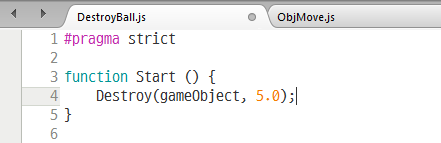 DestroyBall.js
ObjMove.js
1 #pragma strict
2
3 function Start () {
4     Destroy(gameObject, 5.0);
5 }
6